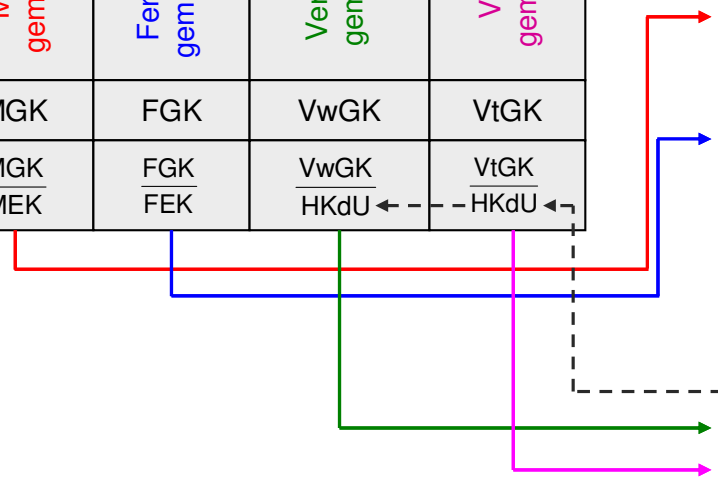 gem
Fer
gem
Ver
gem
V
gem
GK FGK VwGK VtGK
GK FGK VwGK VtGK
MEK FEK HKdU HKdU